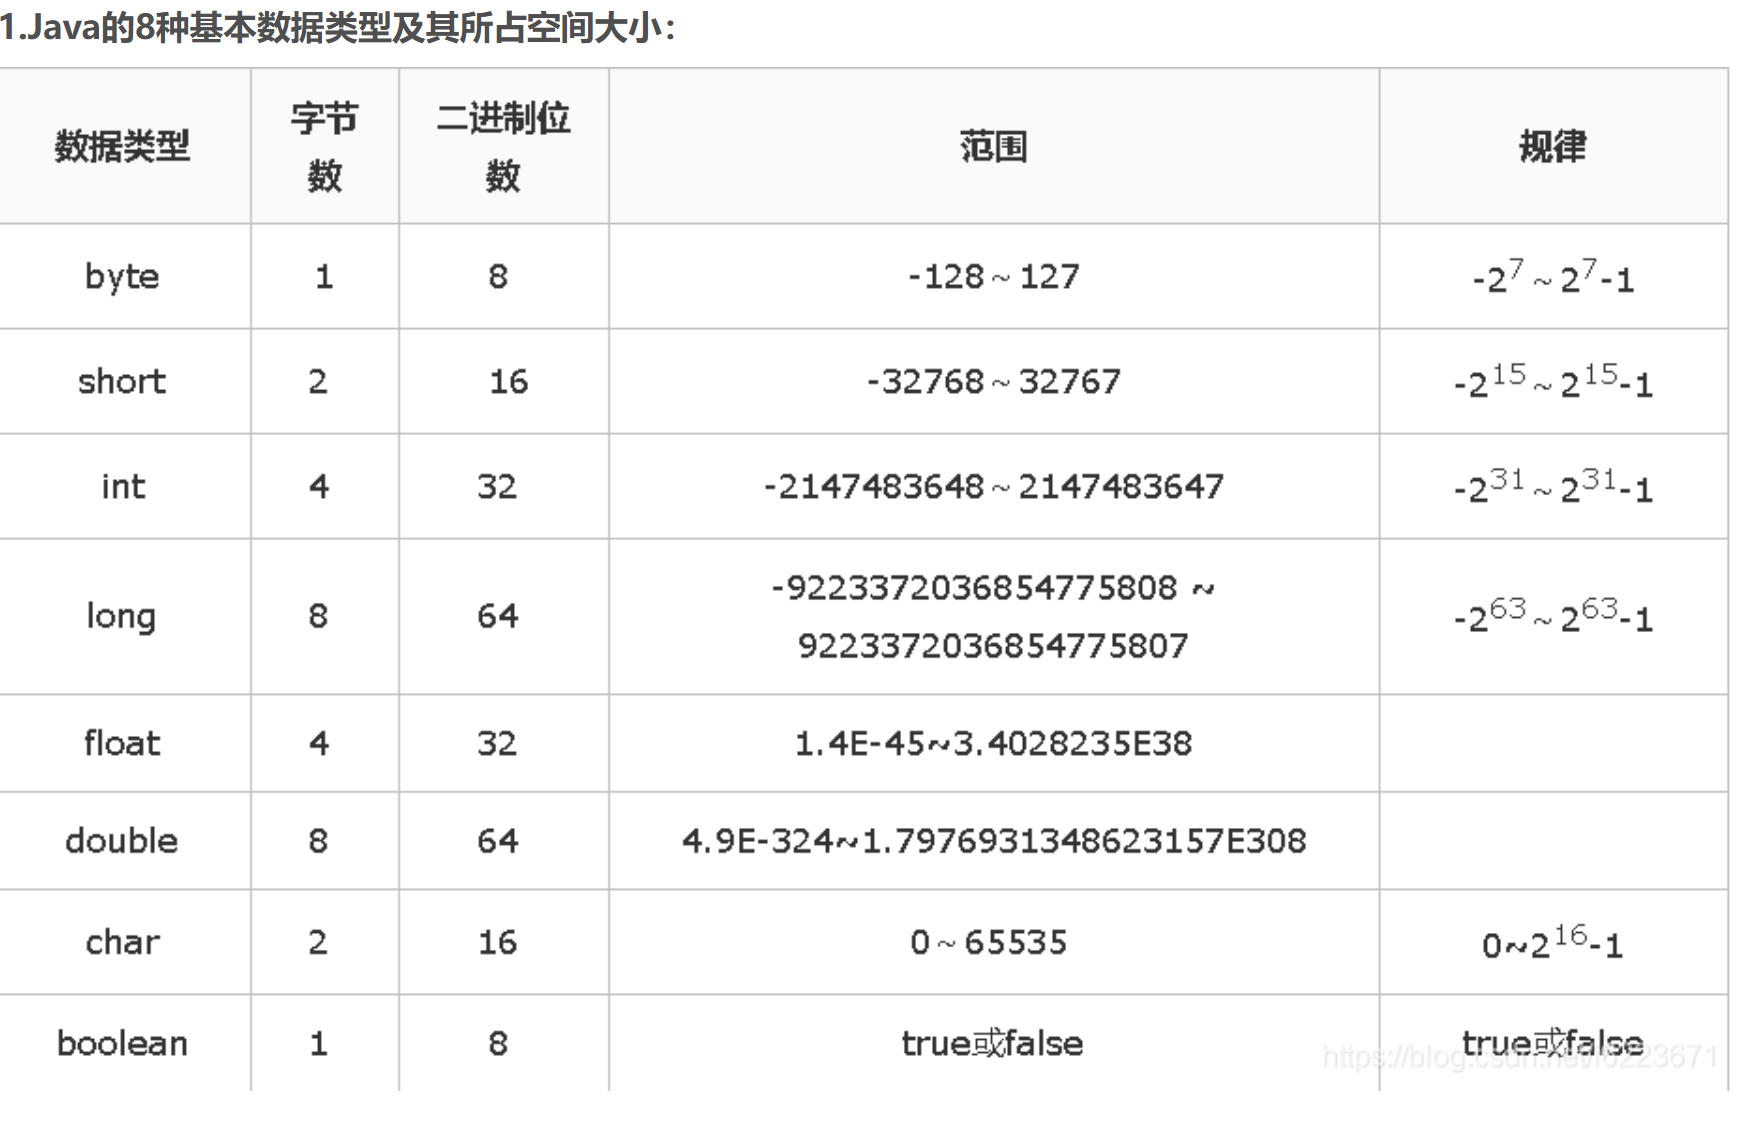 1.Java的8种基本数据类型及其所占空间大小：
数据类型 字节数 二进制位数 范围 规律
byte 1 8 -128～127 -2^7～2^7-1
short 2 16 -32768～32767 -2^15～2^15-1
int 4 32 -2147483648～2147483647 -2^31～2^31-1
long 8 64 -9223372036854775808 ~ 9223372036854775807 -2^63～2^63-1
float 4 32 1.4E-45~3.4028235E38
double 8 64 4.9E-324~1.7976931348623157E308
char 2 16 0～65535 0~2^16-1
boolean 1 8 true或false true或false